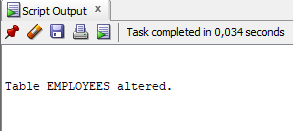 Script Output x
Task completed in 0,034 seconds
Table EMPLOYEES altered.